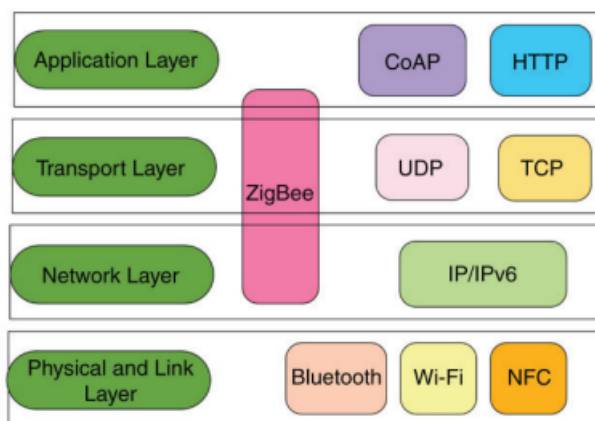 Application Layer
CoAP
HTTP
Transport Layer
ZigBee
UDP
TCP
Network Layer
IP/IPv6
Physical and Link
Layer
Bluetooth
Wi-Fi
NFC